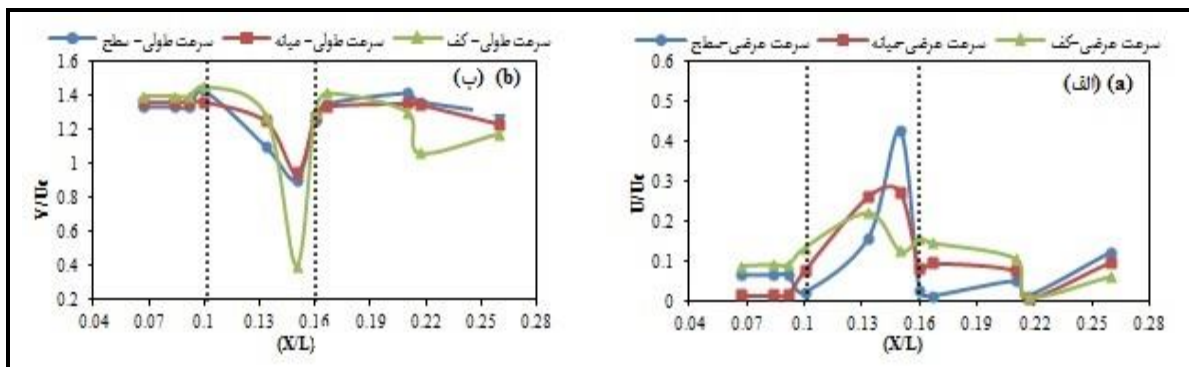 سرعت طولی- سطح سرعت طولی- میانه سرعت طولی- کف
(ب) (b)
1.6
1.4
1.2
1
0.8
0.6
0.4
0.2
V/Uc
0.04 0.07 0.1 0.13 0.16 0.19 0.22 0.25 0.28
(X/L)
سرعت عرضی-سطح سرعت عرضی-میانه سرعت عرضی-کف
(الف) (a)
0.6
0.5
0.4
0.3
0.2
0.1
0
U/Uc
0.04 0.07 0.1 0.13 0.16 0.19 0.22 0.25 0.28
(X/L)